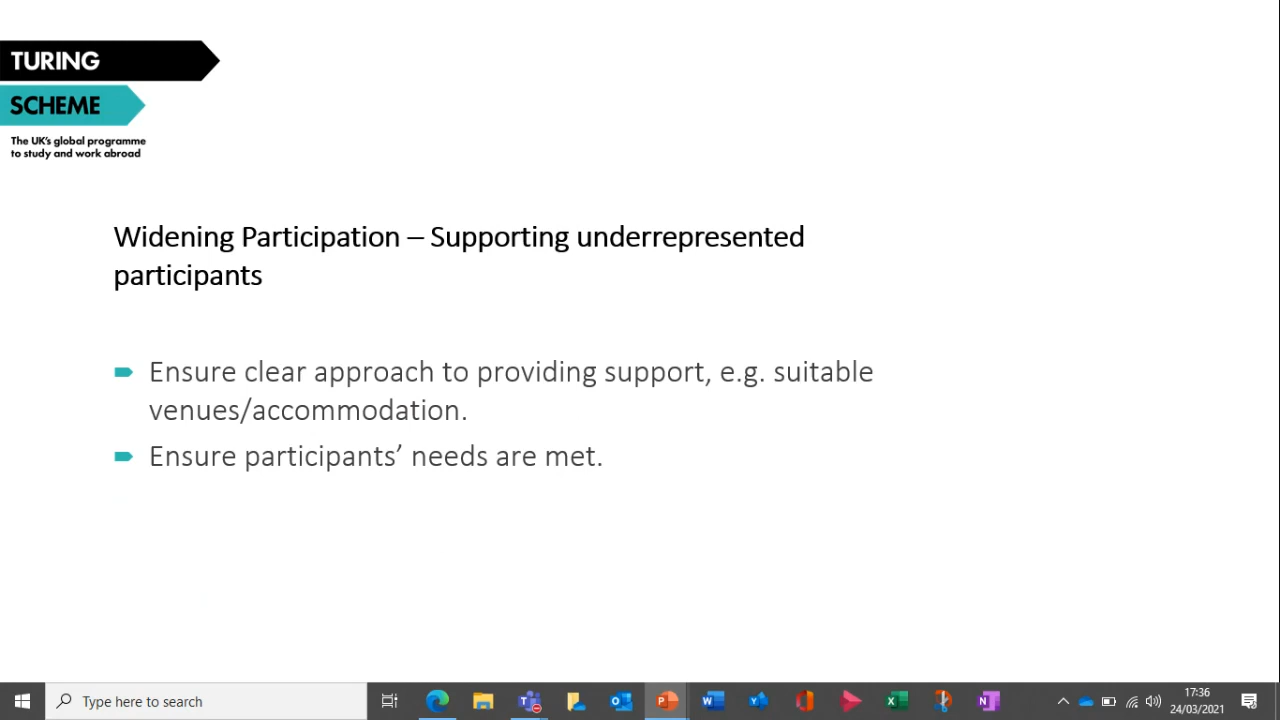 TURING
SCHEME
The UK's global programme
to study and work abroad
Widening Participation – Supporting underrepresented
participants
Ensure clear approach to providing support, e.g. suitable
venues/accommodation.
Ensure participants’ needs are met.
Type here to search
17:36
24/03/2021